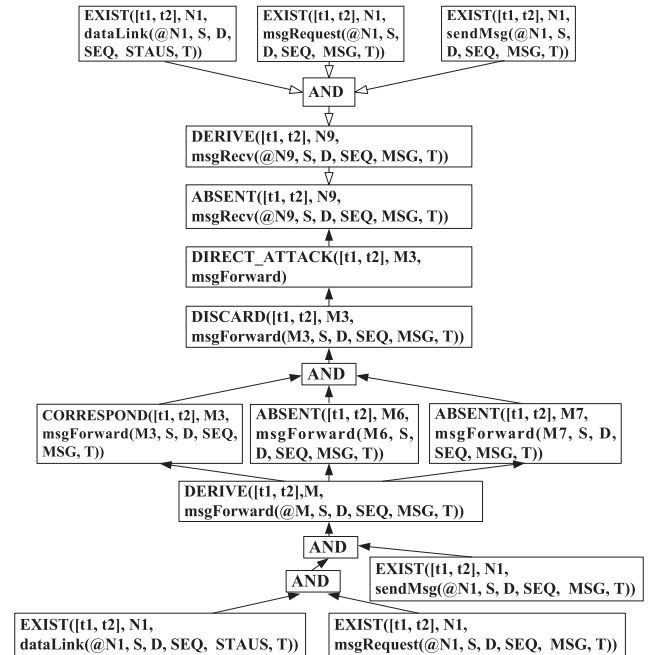 EXIST([t1, t2], N1,
dataLink(@N1, S, D,
SEQ, STAUS, T))
EXIST([t1, t2], N1,
msgRequest(@N1, S,
D, SEQ, MSG, T))
EXIST([t1, t2], N1,
sendMsg(@N1, S,
D, SEQ, MSG, T))
AND
DERIVE([t1, t2], N9,
msgRecv(@N9, S, D, SEQ, MSG, T))
ABSENT([t1, t2], N9,
msgRecv(@N9, S, D, SEQ, MSG, T))
DIRECT_ATTACK([t1, t2], M3,
msgForward)
DISCARD([t1, t2], M3,
msgForward(M3, S, D, SEQ, MSG, T))
AND
CORRESPOND([t1, t2], M3,
msgForward(M3, S, D, SEQ,
MSG, T))
ABSENT([t1, t2], M6,
msgForward(M6, S,
D, SEQ, MSG, T))
ABSENT([t1, t2], M7,
msgForward(M7, S, D,
SEQ, MSG, T))
DERIVE([t1, t2],M,
msgForward(@M, S, D, SEQ, MSG, T))
AND
EXIST([t1, t2], N1,
sendMsg(@N1, S, D, SEQ, MSG, T))
AND
EXIST([t1, t2], N1,
dataLink(@N1, S, D, SEQ, STAUS, T))
EXIST([t1, t2], N1,
msgRequest(@N1, S, D, SEQ, MSG, T))